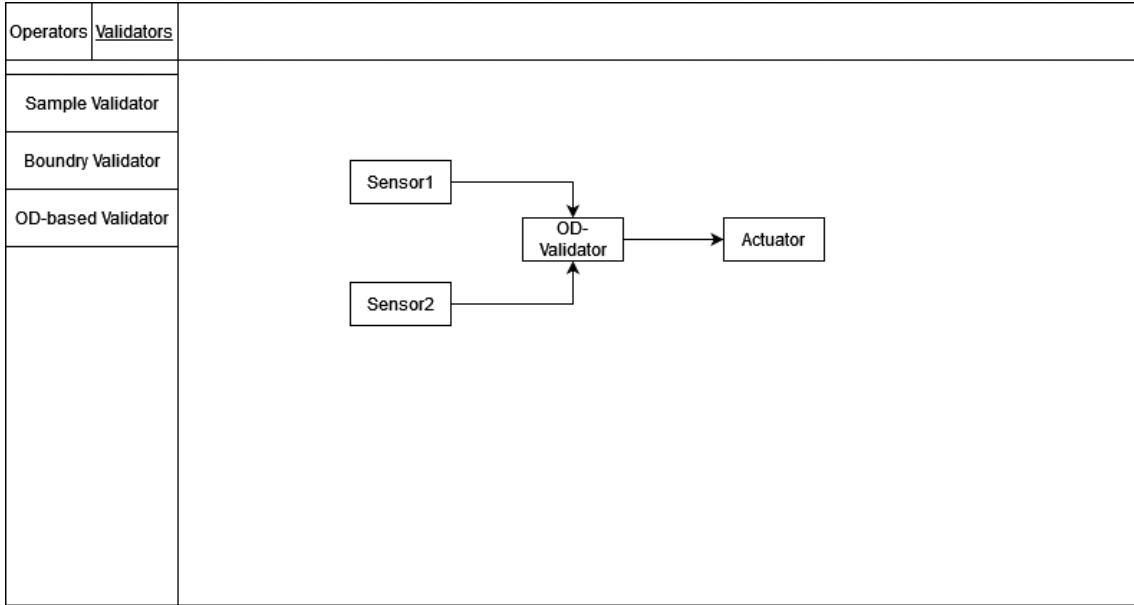 Operators Validators
Sample Validator
Boundry Validator
OD-based Validator
Sensor1
OD-
Validator
Actuator
Sensor2